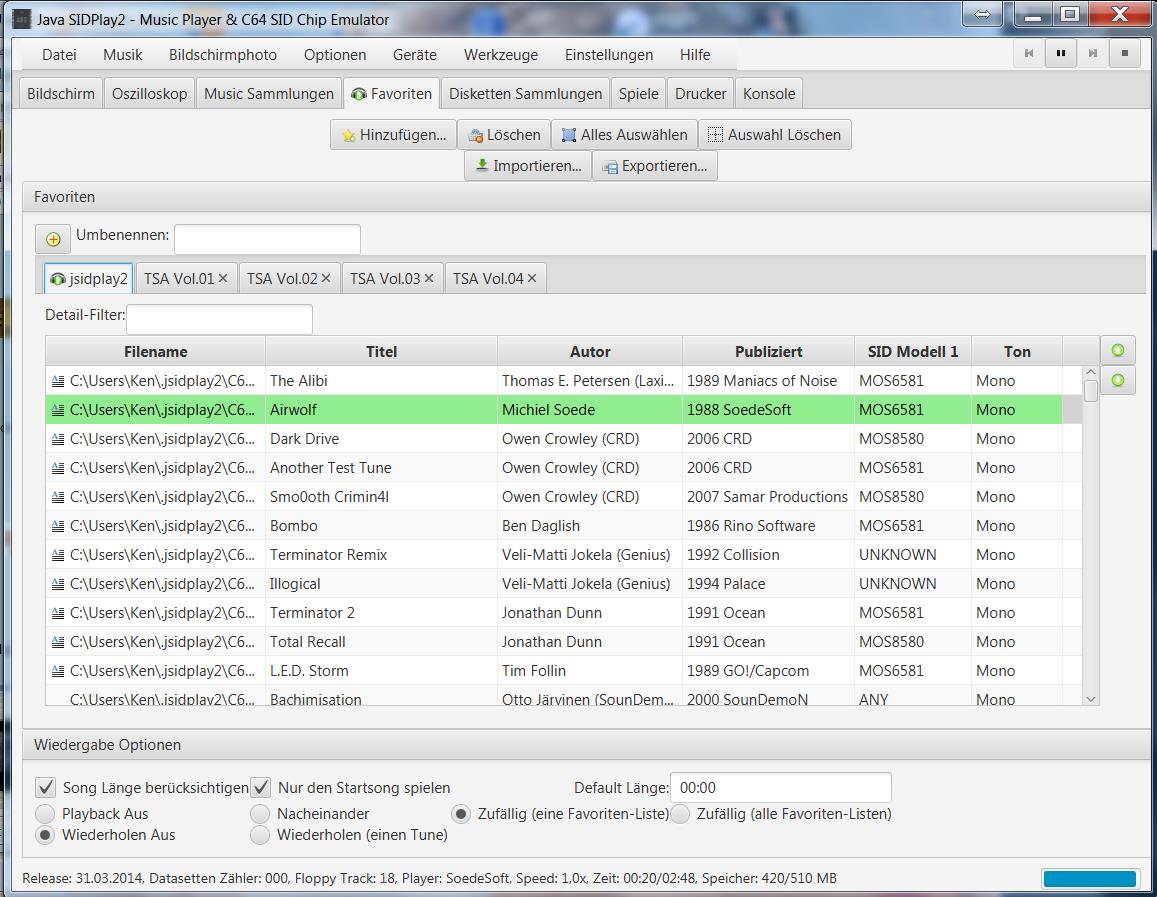 Java SIDPlay2 - Music Player & C64 SID Chip Emulator
Datei Musik Bildschirmphoto Optionen Geräte Werkzeuge Einstellungen Hilfe
Bildschirm Oszilloskop Music Sammlungen Favoriten Disketten Sammlungen Spiele Drucker Konsole
Hinzufügen... Löschen Alles Auswählen Auswahl Löschen
Importieren... Exportieren...
Favoriten
Umbenennen:
jsidplay2 TSA Vol.01 TSA Vol.02 TSA Vol.03 TSA Vol.04
Detail-Filter:
Filename Titel Autor Publiziert SID Modell 1 Ton
C:\Users\Ken\.jsidplay2\C6... The Alibi Thomas E. Petersen (Laxi... 1989 Maniacs of Noise MOS6581 Mono
C:\Users\Ken\.jsidplay2\C6... Airwolf Michiel Soede 1988 SoedeSoft MOS6581 Mono
C:\Users\Ken\.jsidplay2\C6... Dark Drive Owen Crowley (CRD) 2006 CRD MOS8580 Mono
C:\Users\Ken\.jsidplay2\C6... Another Test Tune Owen Crowley (CRD) 2006 CRD MOS6581 Mono
C:\Users\Ken\.jsidplay2\C6... Smo0oth Crimin4l Owen Crowley (CRD) 2007 Samar Productions MOS8580 Mono
C:\Users\Ken\.jsidplay2\C6... Bombo Ben Daglish 1986 Rino Software MOS6581 Mono
C:\Users\Ken\.jsidplay2\C6... Terminator Remix Veli-Matti Jokela (Genius) 1992 Collision UNKNOWN Mono
C:\Users\Ken\.jsidplay2\C6... Illogical Veli-Matti Jokela (Genius) 1994 Palace UNKNOWN Mono
C:\Users\Ken\.jsidplay2\C6... Terminator 2 Jonathan Dunn 1991 Ocean MOS6581 Mono
C:\Users\Ken\.jsidplay2\C6... Total Recall Jonathan Dunn 1991 Ocean MOS8580 Mono
C:\Users\Ken\.jsidplay2\C6... L.E.D. Storm Tim Follin 1989 GO!/Capcom MOS6581 Mono
C:\Users\Ken\.jsidplay2\C6... Bachimisation Otto Järvinen (SounDem... 2000 SounDemoN ANY Mono
Wiedergabe Optionen
Song Länge berücksichtigen Nur den Startsong spielen Default Länge: 00:00
Playback Aus Nacheinander Zufällig (eine Favoriten-Liste) Zufällig (alle Favoriten-Listen)
Wiederholen Aus Wiederholen (einen Tune)
Release: 31.03.2014, Datasetten Zähler: 000, Floppy Track: 18, Player: SoedeSoft, Speed: 1,0x, Zeit: 00:20/02:48, Speicher: 420/510 MB